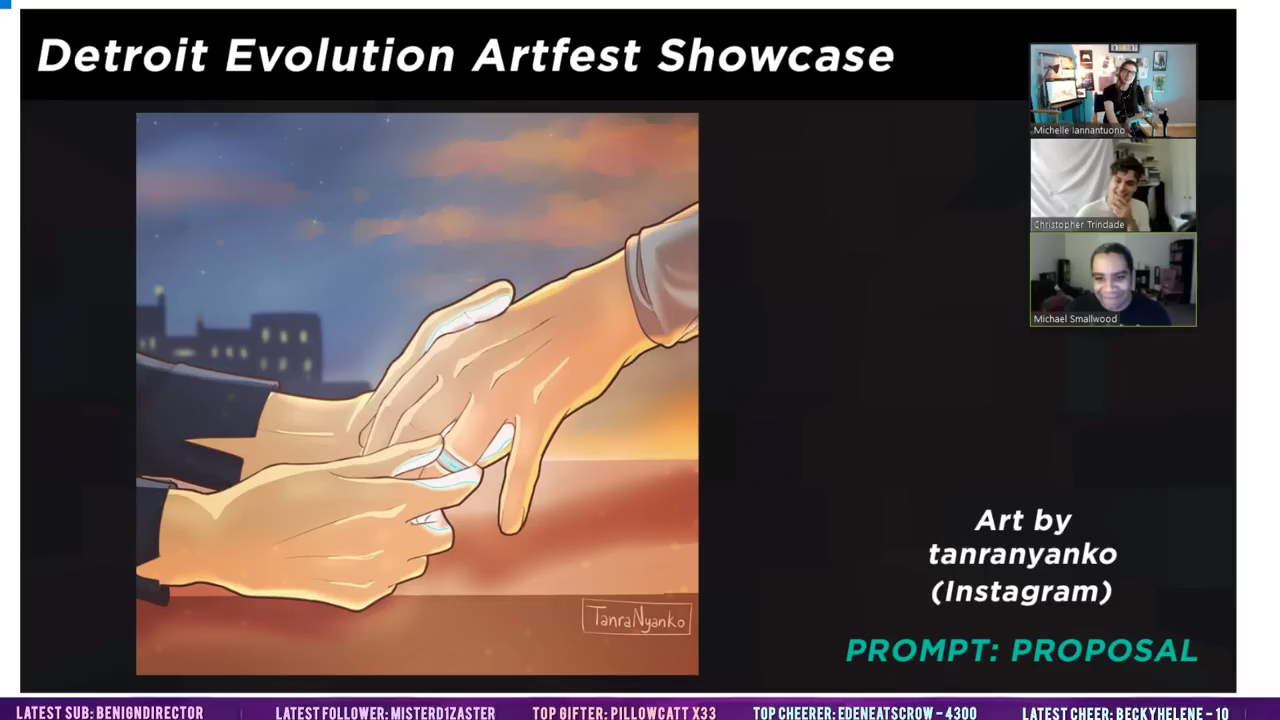 Detroit Evolution Artfest Showcase
Michelle Iannantuono
Christopher Trindade
Michael Smallwood
TanraNyanko
Art by
tanranyanko
(Instagram)
PROMPT: PROPOSAL
LATEST SUB: BENIGNDIRECTOR
LATEST FOLLOWER: MISTERD1ZASTER
TOP GIFTER: PILLOWCATT X33
TOP CHEERER: EDENEATSCROW - 4300
LATEST CHEER: BECKYHELENE - 10